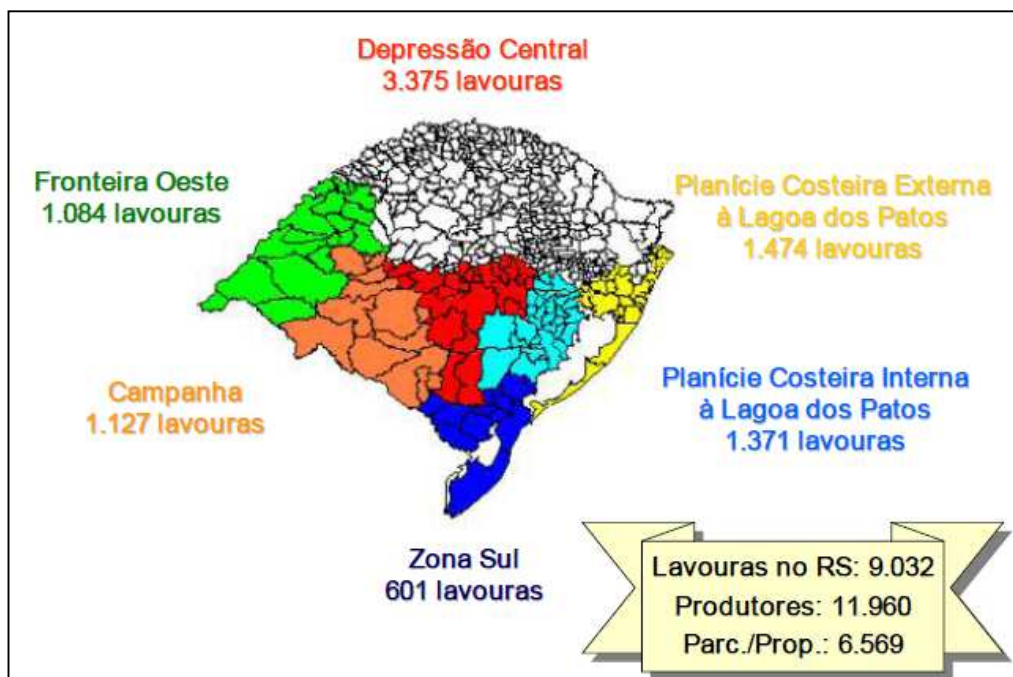 Depressão Central
3.375 lavouras
Fronteira Oeste
1.084 lavouras
Planície Costeira Externa
à Lagoa dos Patos
1.474 lavouras
Campanha
1.127 lavouras
Planície Costeira Interna
à Lagoa dos Patos
1.371 lavouras
Zona Sul
601 lavouras
Lavouras no RS: 9.032
Produtores: 11.960
Parc./Prop.: 6.569